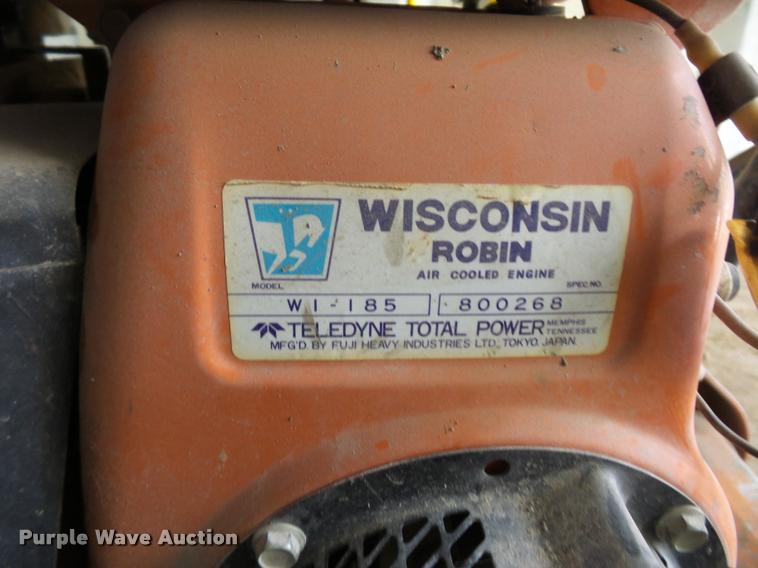 WISCONSIN
ROBIN
AIR COOLED ENGINE
MODEL SPEC.NO.
W1-185 800268
TELEDYNE TOTAL POWER MEMPHIS TENNESSEE
MFG'D. BY FUJI HEAVY INDUSTRIES LTD., TOKYO, JAPAN.
Purple Wave Auction